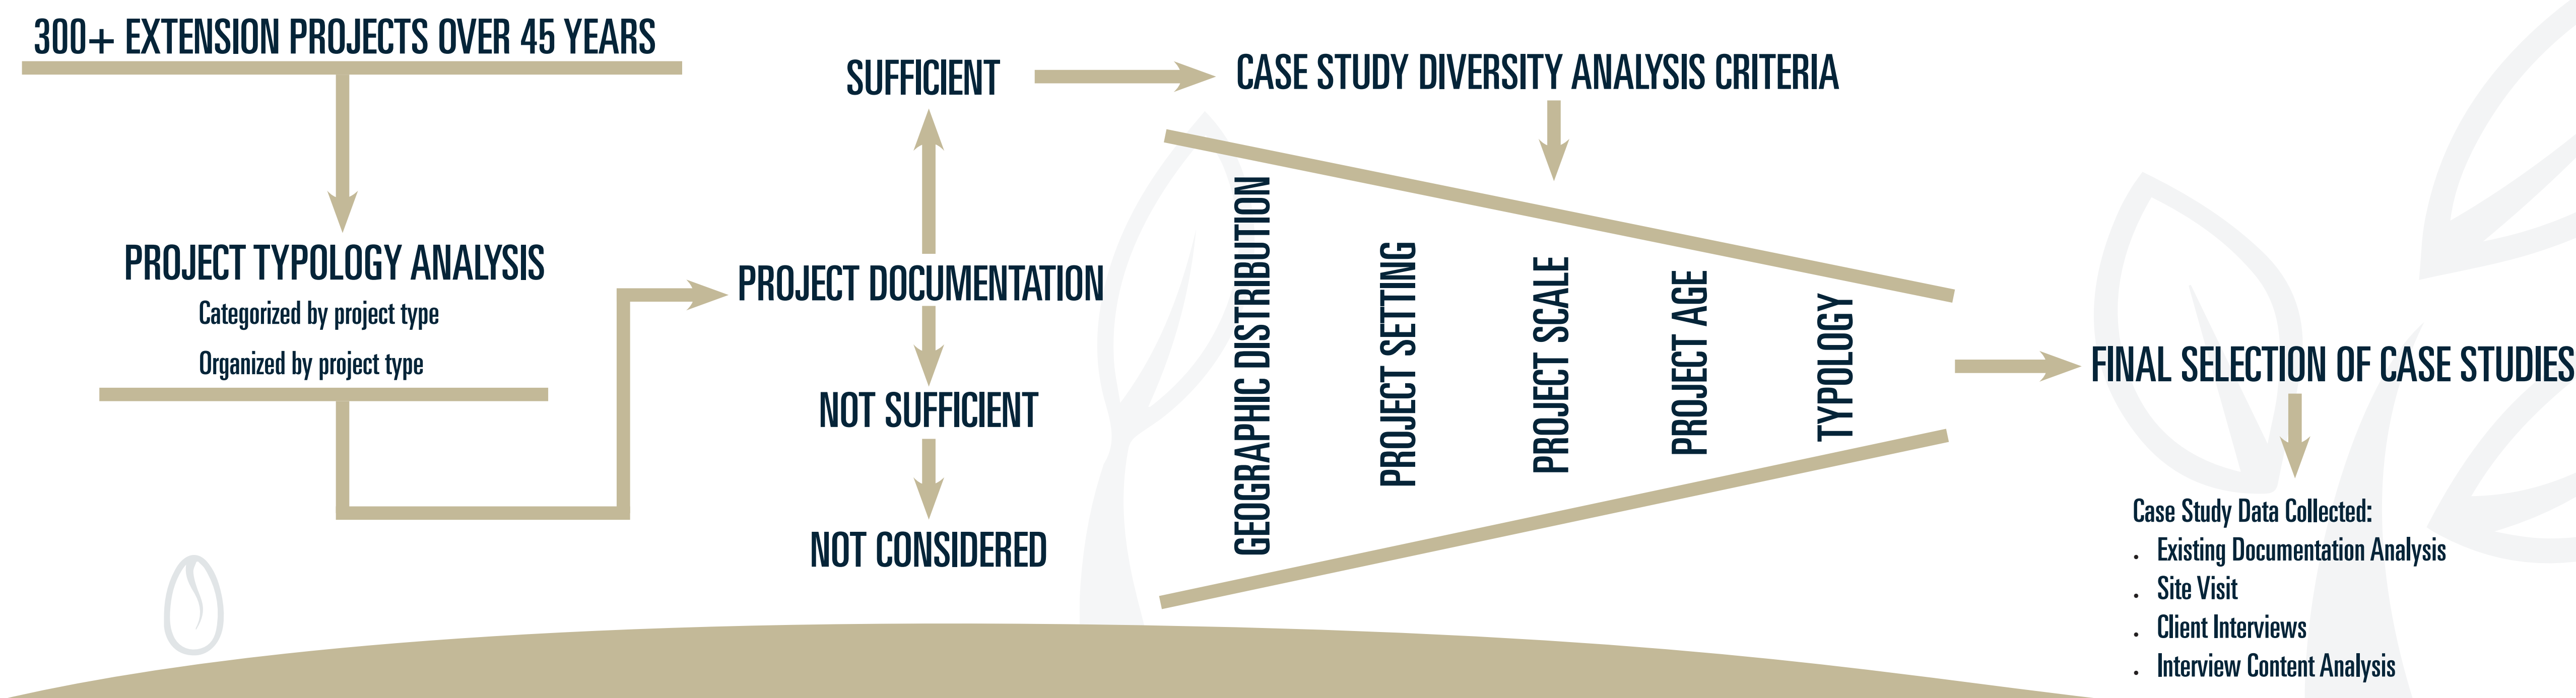 300+ EXTENSION PROJECTS OVER 45 YEARS
PROJECT TYPOLOGY ANALYSIS
Categorized by project type
Organized by project type
SUFFICIENT
PROJECT DOCUMENTATION
NOT SUFFICIENT
NOT CONSIDERED
CASE STUDY DIVERSITY ANALYSIS CRITERIA
GEOGRAPHIC DISTRIBUTION
PROJECT SETTING
PROJECT SCALE
PROJECT AGE
TYPOLOGY
FINAL SELECTION OF CASE STUDIES
Case Study Data Collected:
. Existing Documentation Analysis
. Site Visit
. Client Interviews
. Interview Content Analysis